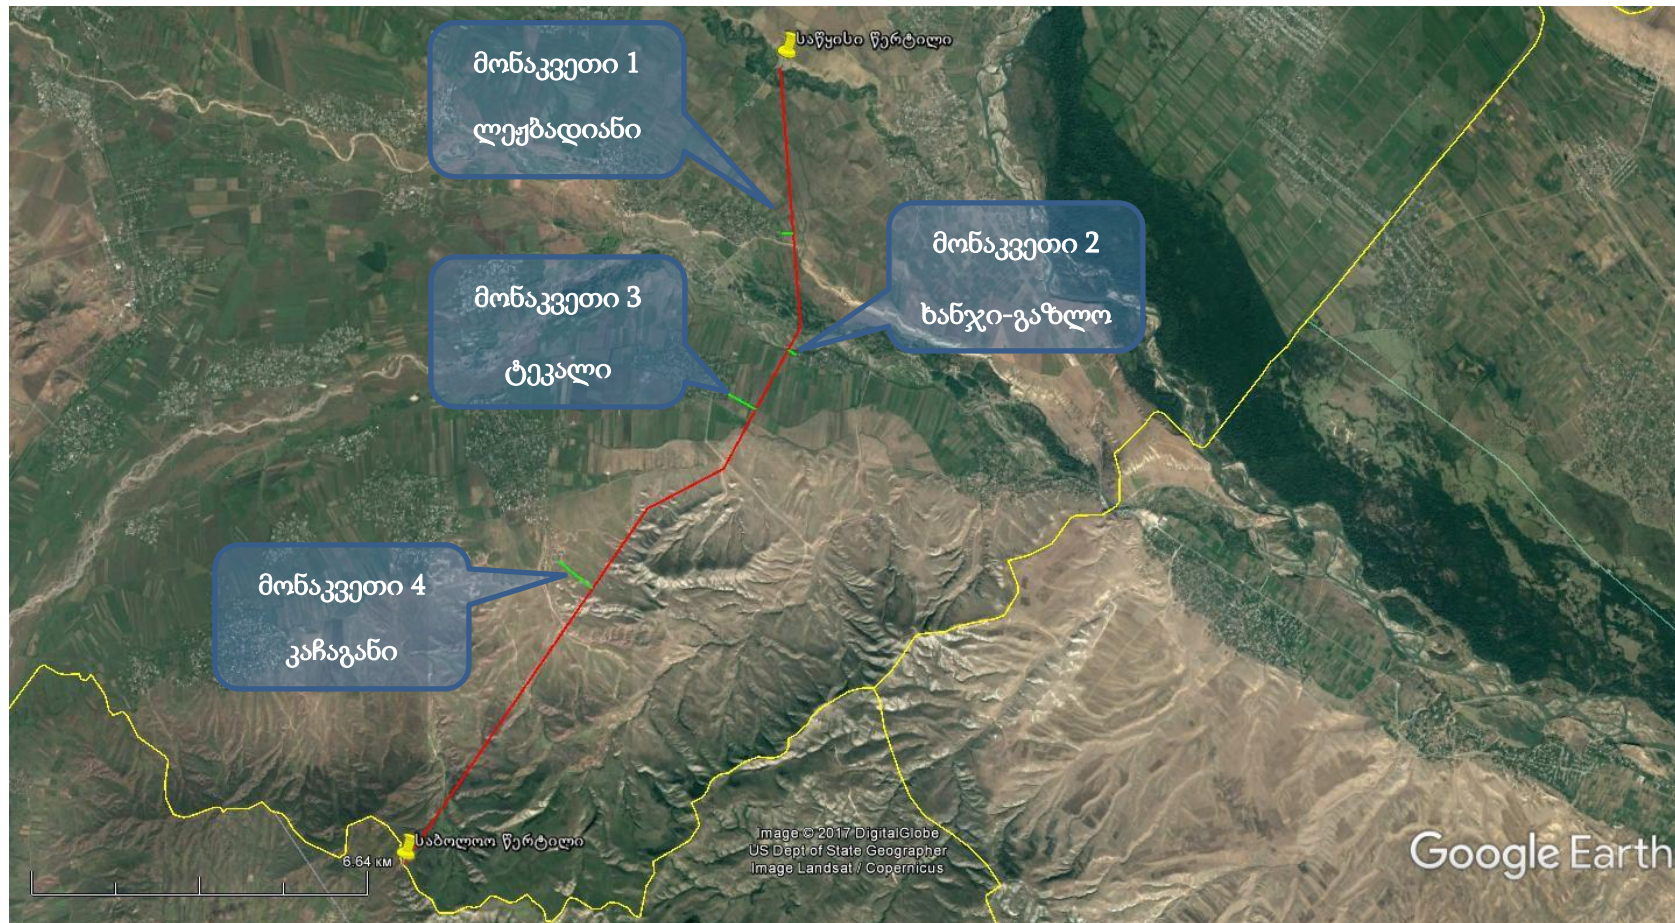 საწყისი წერტილი
მონაკვეთი 1
ლეჟბადიანი
მონაკვეთი 2
ხანჯი-გაზლო
მონაკვეთი 3
ტეკალი
მონაკვეთი 4
კაჩაგანი
საბოლოო წერტილი
6.64 км
Image © 2017 DigitalGlobe
US Dept of State Geographer
Image Landsat / Copernicus
Google Earth